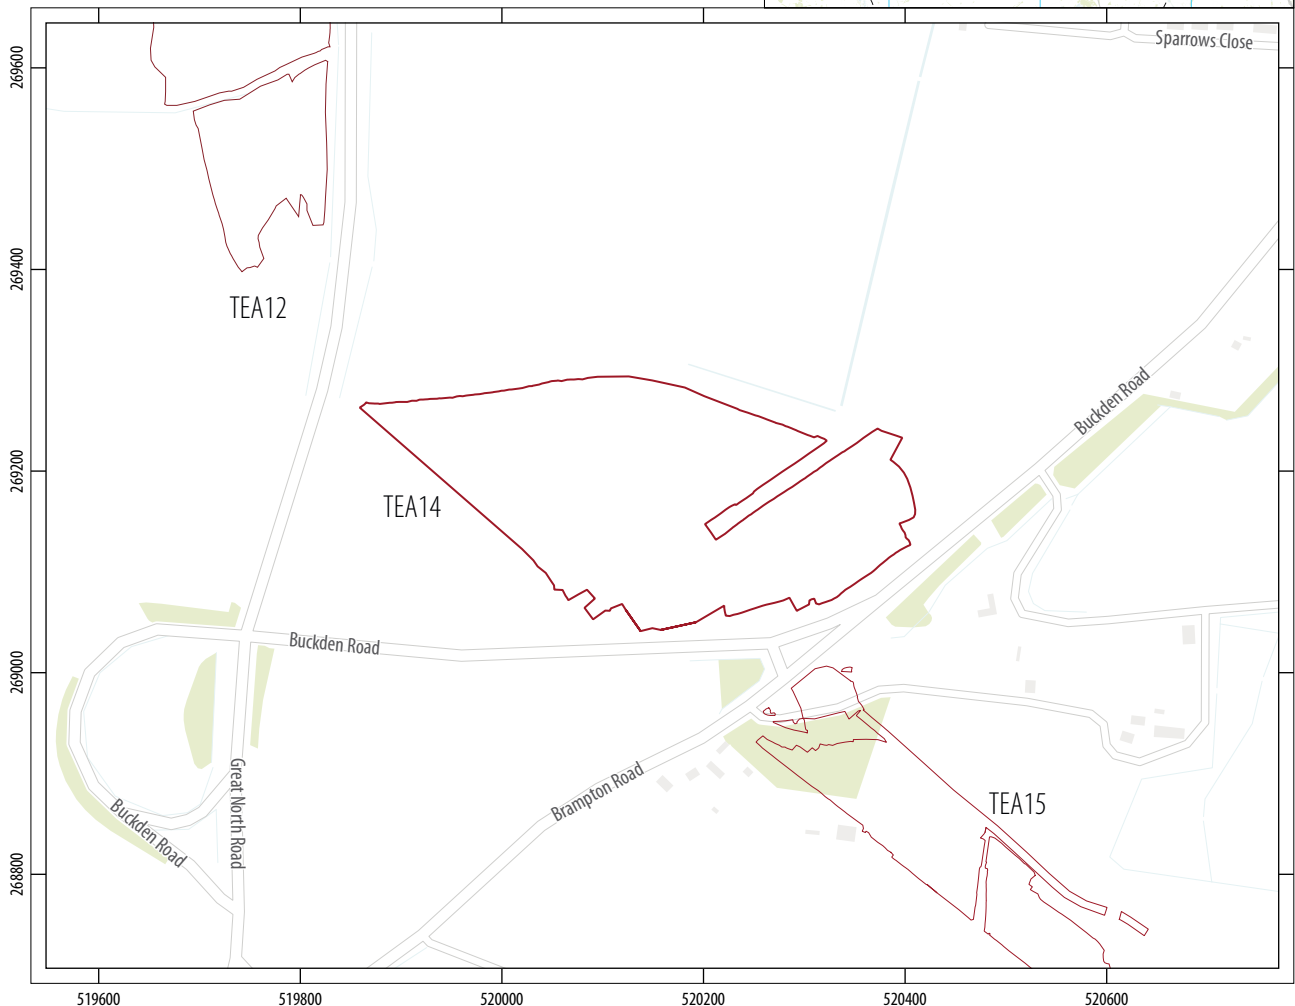 Sparrows Close
269600
269400
TEA12
Buckden Road
269200
TEA14
Buckden Road
269000
Great North Road
Brampton Road
TEA15
Buckden Road
268800
519600
519800
520000
520200
520400
520600